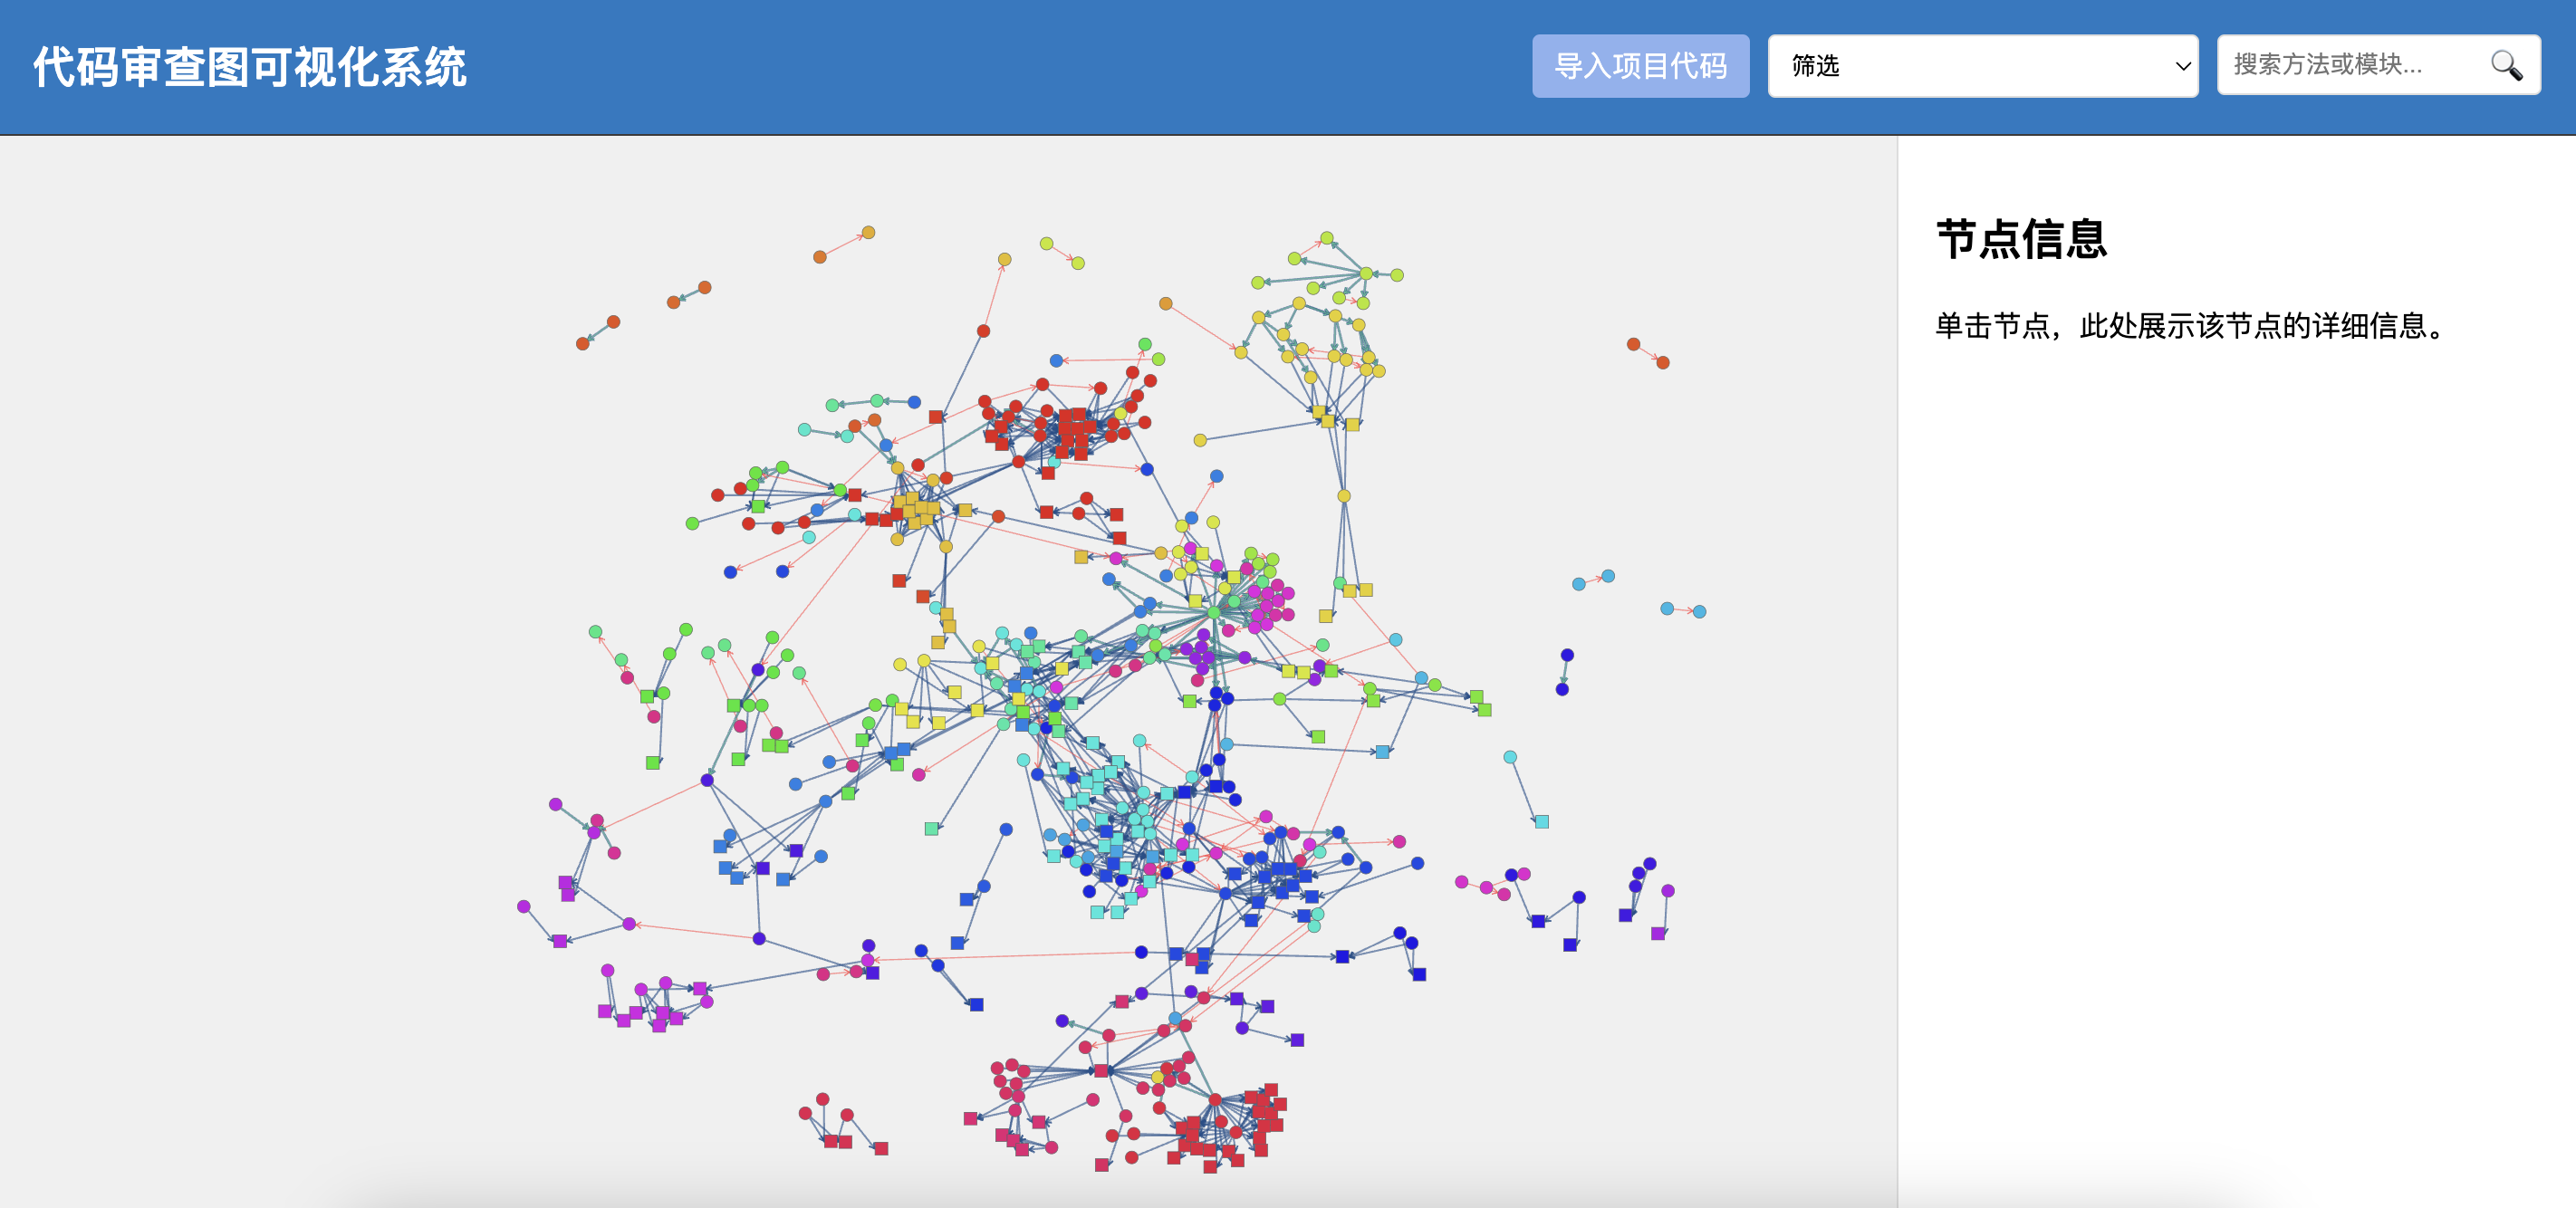 代码审查图可视化系统
导入项目代码
筛选
搜索方法或模块...
节点信息
单击节点，此处展示该节点的详细信息。